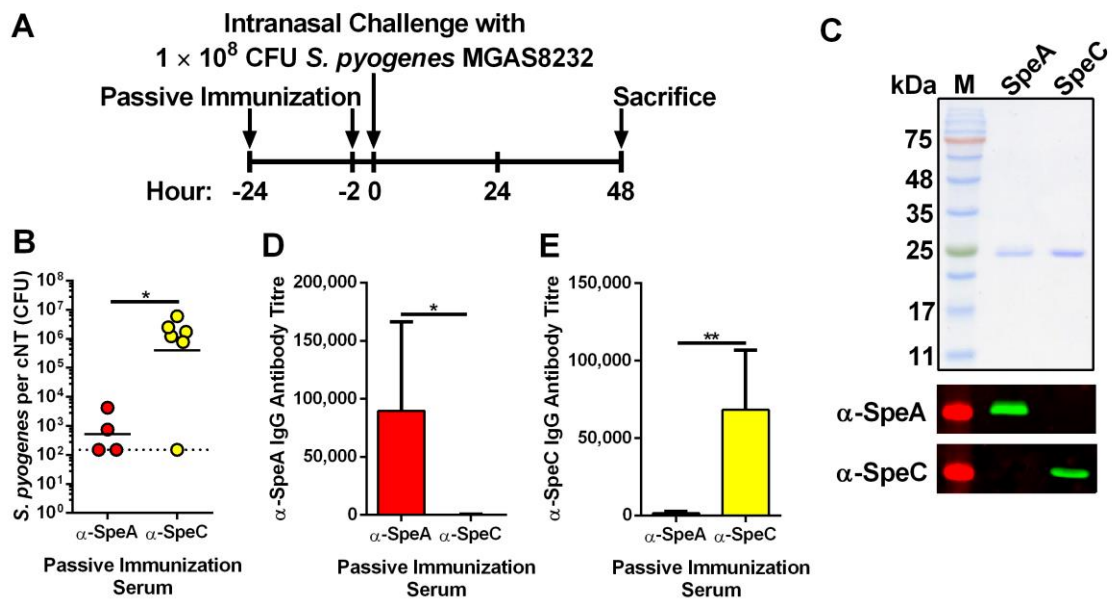 A
Intranasal Challenge with
1 × 10⁸ CFU S. pyogenes MGAS8232
Passive Immunization
Sacrifice
Hour: -24 -2 0 24 48
B
S. pyogenes per cNT (CFU)
10⁸
10⁷
10⁶
10⁵
10⁴
10³
10²
10¹
10⁰
*
α-SpeA α-SpeC
Passive Immunization
Serum
D
α-SpeA IgG Antibody Titre
200,000
150,000
100,000
50,000
0
*
α-SpeA α-SpeC
Passive Immunization
Serum
E
α-SpeC IgG Antibody Titre
150,000
100,000
50,000
0
**
α-SpeA α-SpeC
Passive Immunization
Serum
C
kDa M SpeA SpeC
75
48
35
25
17
11
α-SpeA
α-SpeC